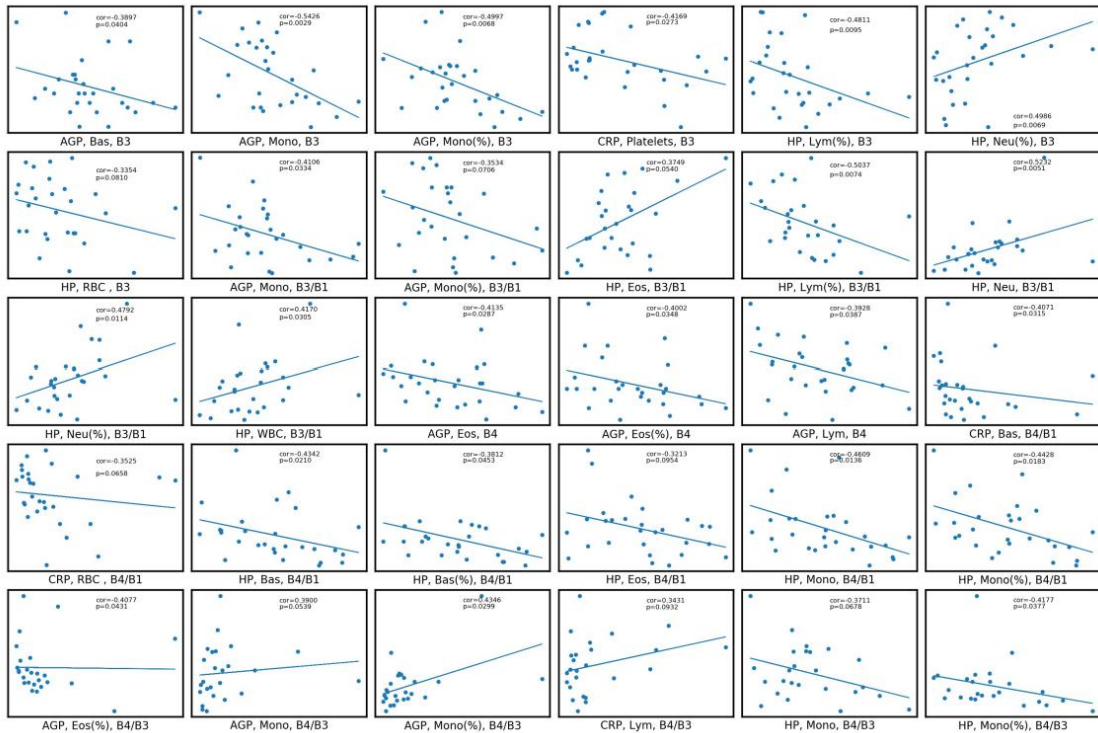 cor=-0.3897
p=0.0404
AGP, Bas, B3
cor=-0.5426
p=0.0029
AGP, Mono, B3
cor=-0.4997
p=0.0068
AGP, Mono(%), B3
cor=-0.4169
p=0.0273
CRP, Platelets, B3
cor=-0.4811
p=0.0095
HP, Lym(%), B3
cor=0.4986
p=0.0069
HP, Neu(%), B3
cor=-0.3354
p=0.0810
HP, RBC , B3
cor=-0.4106
p=0.0334
AGP, Mono, B3/B1
cor=-0.3534
p=0.0706
AGP, Mono(%), B3/B1
cor=0.3749
p=0.0540
HP, Eos, B3/B1
cor=-0.5037
p=0.0074
HP, Lym(%), B3/B1
cor=0.5232
p=0.0051
HP, Neu, B3/B1
cor=0.4792
p=0.0114
HP, Neu(%), B3/B1
cor=0.4170
p=0.0305
HP, WBC, B3/B1
cor=-0.4135
p=0.0287
AGP, Eos, B4
cor=-0.4002
p=0.0348
AGP, Eos(%), B4
cor=-0.3928
p=0.0387
AGP, Lym, B4
cor=-0.4071
p=0.0315
CRP, Bas, B4/B1
cor=-0.3525
p=0.0658
CRP, RBC , B4/B1
cor=-0.4342
p=0.0210
HP, Bas, B4/B1
cor=-0.3812
p=0.0453
HP, Bas(%), B4/B1
cor=-0.3213
p=0.0954
HP, Eos, B4/B1
cor=-0.4609
p=0.0136
HP, Mono, B4/B1
cor=-0.4428
p=0.0183
HP, Mono(%), B4/B1
cor=-0.4077
p=0.0431
AGP, Eos(%), B4/B3
cor=0.3900
p=0.0539
AGP, Mono, B4/B3
cor=0.4346
p=0.0299
AGP, Mono(%), B4/B3
cor=0.3431
p=0.0932
CRP, Lym, B4/B3
cor=-0.3711
p=0.0678
HP, Mono, B4/B3
cor=-0.4177
p=0.0377
HP, Mono(%), B4/B3